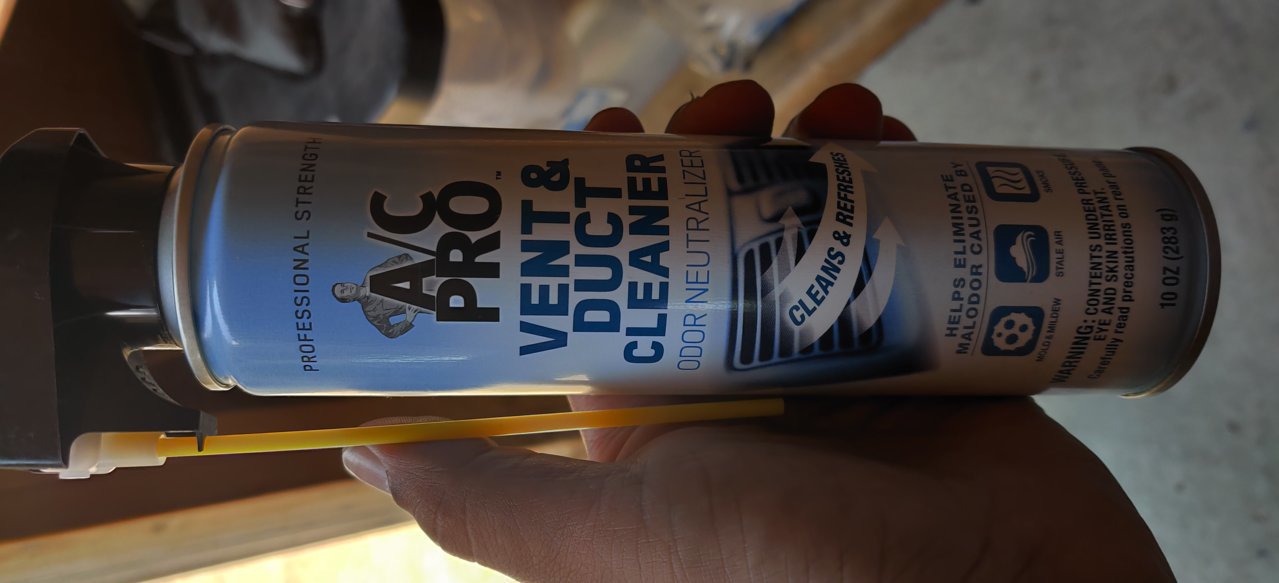 PROFESSIONAL STRENGTH
A/C
PRO™
VENT &
DUCT
CLEANER
ODOR NEUTRALIZER
CLEANS & REFRESHES
HELPS ELIMINATE
MALODOR CAUSED BY
MOLD & MILDEW
STALE AIR
SMOKE
WARNING: CONTENTS UNDER PRESSURE,
EYE AND SKIN IRRITANT.
Carefully read precautions on rear panel
10 OZ (283 g)